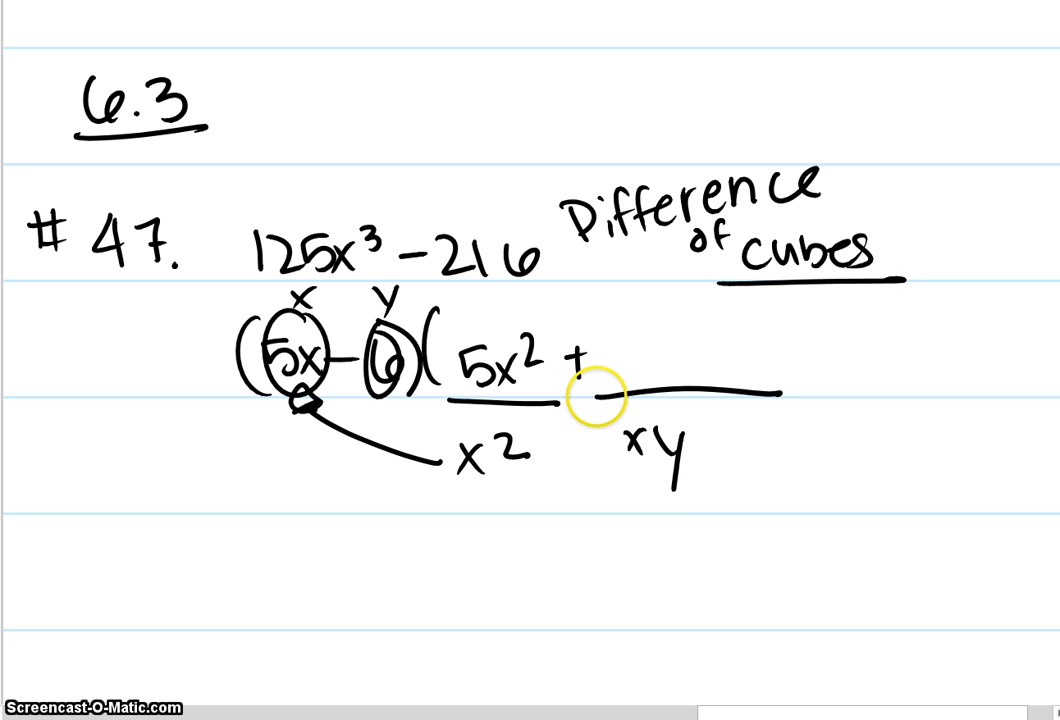 6.3
# 47. 125x³ - 216 Difference of cubes
x y
(5x - 6)( 5x² + ___
x² xy
Screencast-O-Matic.com